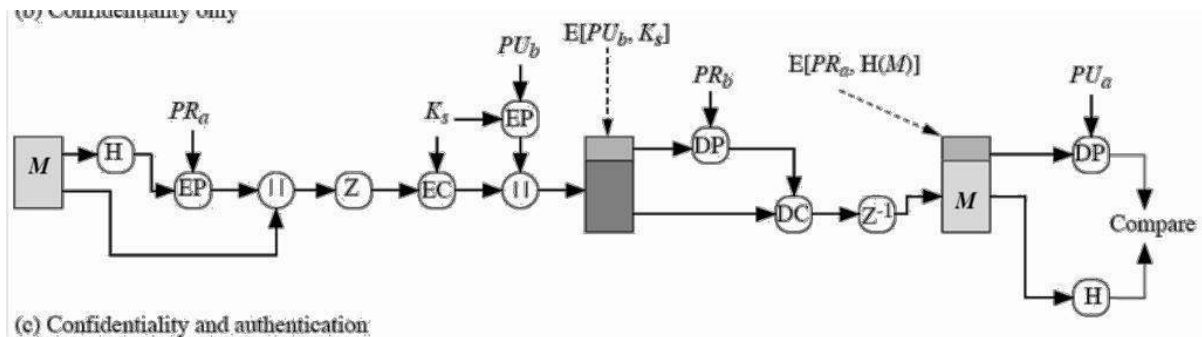 (b) Confidentiality only
E[PU_b, K_s]
PU_b
E[PR_a, H(M)]
PR_b
PU_a
PR_a
K_s
EP
M
H
DP
DP
EP
||
Z
EC
||
M
DC
Z^-1
Compare
H
(c) Confidentiality and authentication